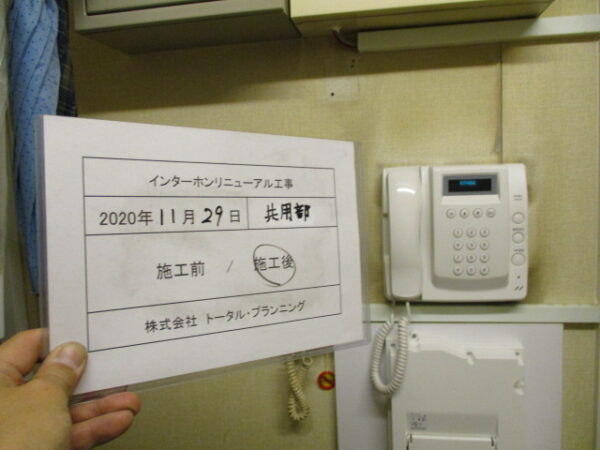 インターホンリニューアル工事
2020年11月29日 共用部
施工前 / 施工後
株式会社 トータル・プランニング